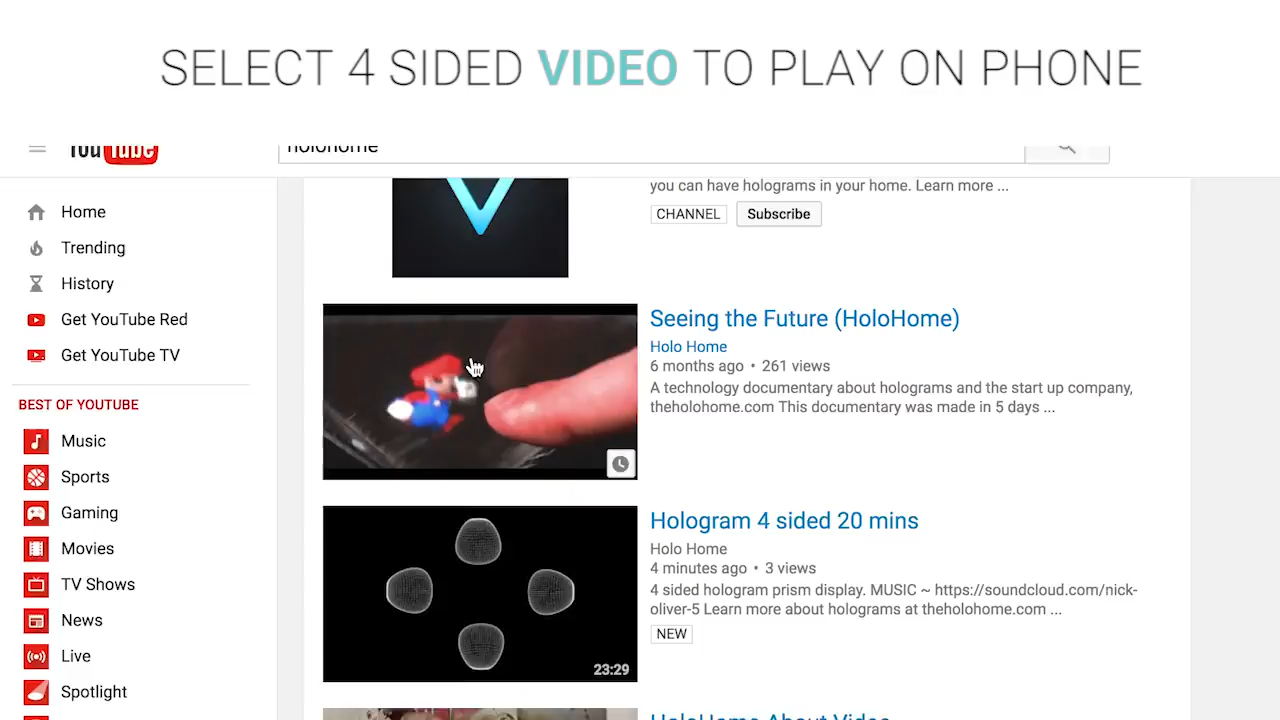 SELECT 4 SIDED VIDEO TO PLAY ON PHONE
YouTube
holohome
you can have holograms in your home. Learn more ...
CHANNEL
Subscribe
Home
Trending
History
Get YouTube Red
Get YouTube TV
BEST OF YOUTUBE
Music
Sports
Gaming
Movies
TV Shows
News
Live
Spotlight
Seeing the Future (HoloHome)
Holo Home
6 months ago • 261 views
A technology documentary about holograms and the start up company,
theholohome.com This documentary was made in 5 days ...
Hologram 4 sided 20 mins
Holo Home
4 minutes ago • 3 views
4 sided hologram prism display. MUSIC ~ https://soundcloud.com/nick-
oliver-5 Learn more about holograms at theholohome.com ...
NEW
23:29
HoloHome About Video